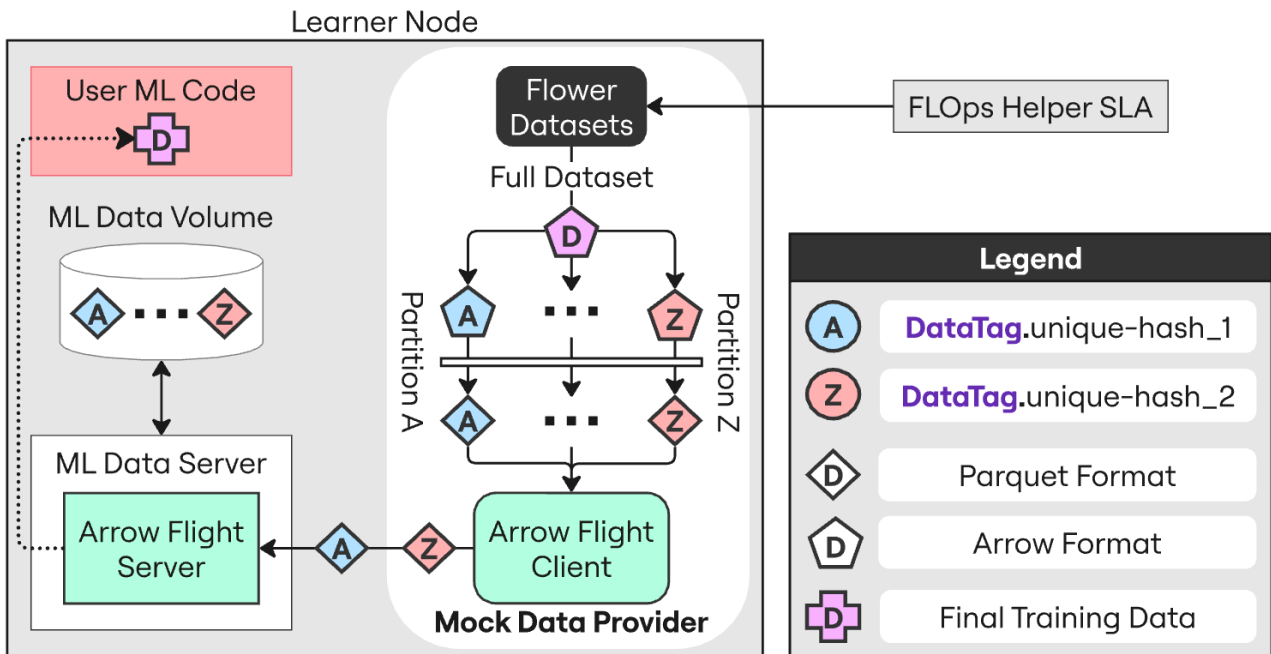 Learner Node
User ML Code
D
ML Data Volume
A ... Z
ML Data Server
Arrow Flight
Server
Flower
Datasets
Full Dataset
D
A ... Z
Partition A
Partition Z
A ... Z
A Z
Arrow Flight
Client
Mock Data Provider
FLOps Helper SLA
Legend
A DataTag.unique-hash_1
Z DataTag.unique-hash_2
D Parquet Format
D Arrow Format
D Final Training Data